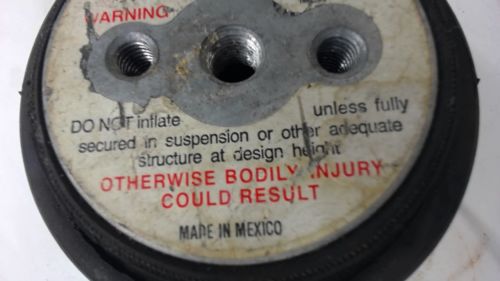 WARNING
DO NOT inflate unless fully
secured in suspension or other adequate
structure at design height
OTHERWISE BODILY INJURY
COULD RESULT
MADE IN MEXICO